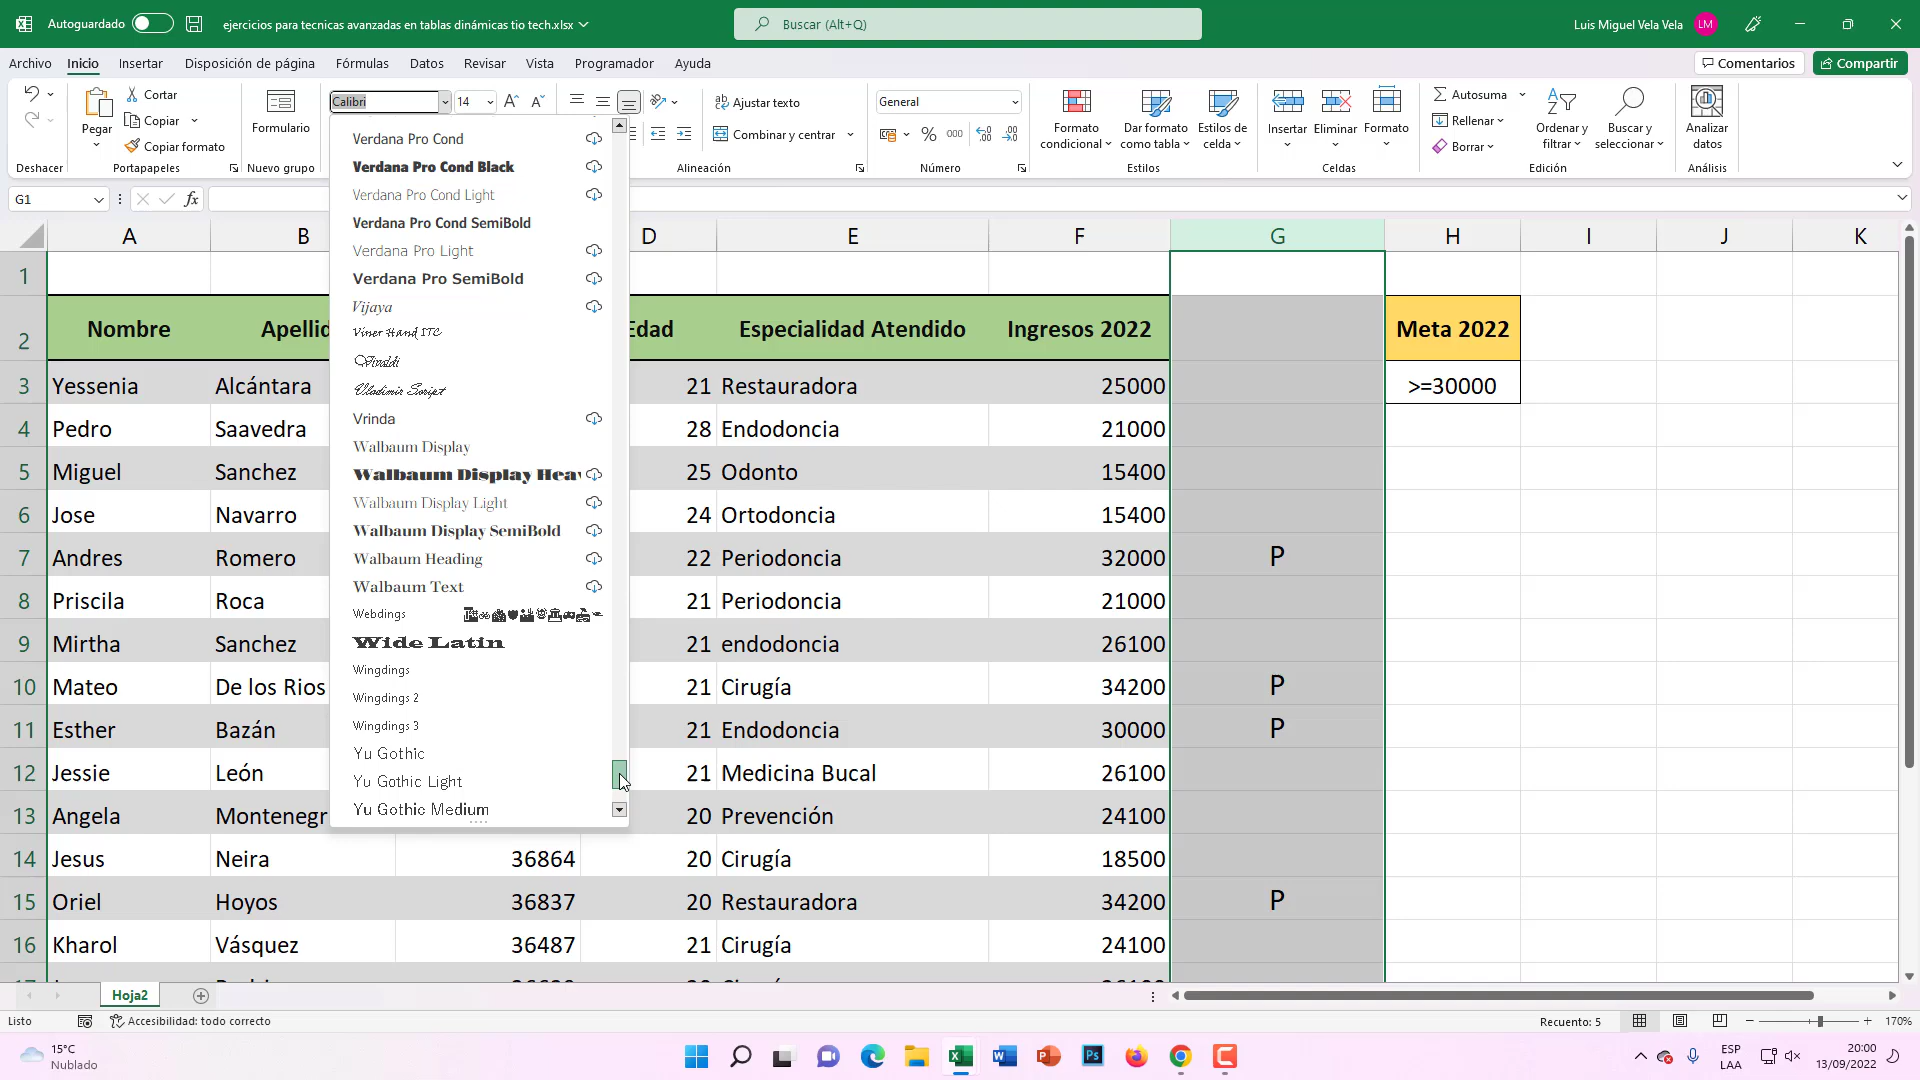 Autoguardado
ejercicios para tecnicas avanzadas en tablas dinámicas tio tech.xlsx
Buscar (Alt+Q)
Luis Miguel Vela Vela
LM
Archivo Inicio Insertar Disposición de página Fórmulas Datos Revisar Vista Programador Ayuda
Comentarios
Compartir
Deshacer
Pegar
Cortar
Copiar
Copiar formato
Portapapeles
Formulario
Nuevo grupo
Calibri
14
Ajustar texto
Combinar y centrar
Alineación
General
% 000
Número
Formato condicional
Dar formato como tabla
Estilos de celda
Estilos
Insertar
Eliminar
Formato
Celdas
Autosuma
Rellenar
Borrar
Ordenar y filtrar
Buscar y seleccionar
Edición
Analizar datos
Análisis
G1
fx
Verdana Pro Cond
Verdana Pro Cond Black
Verdana Pro Cond Light
Verdana Pro Cond SemiBold
Verdana Pro Light
Verdana Pro SemiBold
Vijaya
Viner Hand ITC
Vivaldi
Vladimir Script
Vrinda
Walbaum Display
Walbaum Display Hea
Walbaum Display Light
Walbaum Display SemiBold
Walbaum Heading
Walbaum Text
Webdings
Wide Latin
Wingdings
Wingdings 2
Wingdings 3
Yu Gothic
Yu Gothic Light
Yu Gothic Medium
A B D E F G H I J K
1
2 Nombre Apellid Edad Especialidad Atendido Ingresos 2022 Meta 2022
3 Yessenia Alcántara 21 Restauradora 25000 >=30000
4 Pedro Saavedra 28 Endodoncia 21000
5 Miguel Sanchez 25 Odonto 15400
6 Jose Navarro 24 Ortodoncia 15400
7 Andres Romero 22 Periodoncia 32000 P
8 Priscila Roca 21 Periodoncia 21000
9 Mirtha Sanchez 21 endodoncia 26100
10 Mateo De los Rios 21 Cirugía 34200 P
11 Esther Bazán 21 Endodoncia 30000 P
12 Jessie León 21 Medicina Bucal 26100
13 Angela Montenegr 20 Prevención 24100
14 Jesus Neira 36864 20 Cirugía 18500
15 Oriel Hoyos 36837 20 Restauradora 34200 P
16 Kharol Vásquez 36487 21 Cirugía 24100
Hoja2
Listo
Accesibilidad: todo correcto
Recuento: 5
170%
15°C
Nublado
ESP
LAA
20:00
13/09/2022